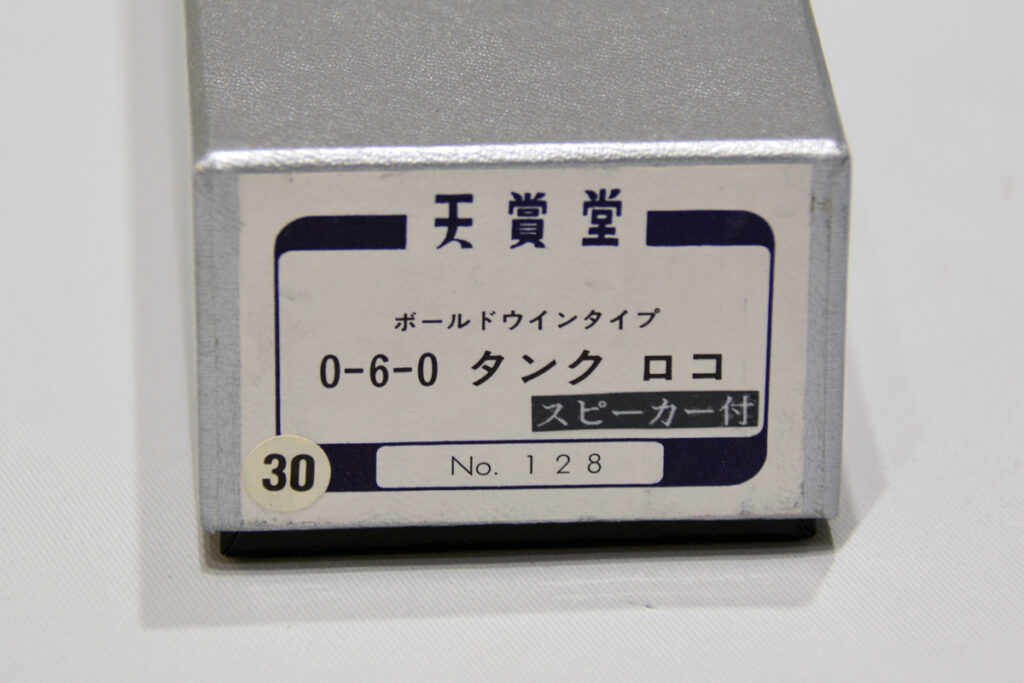 天賞堂
ボールドウインタイプ
0-6-0 タンク ロコ
スピーカー付
30
No. 128